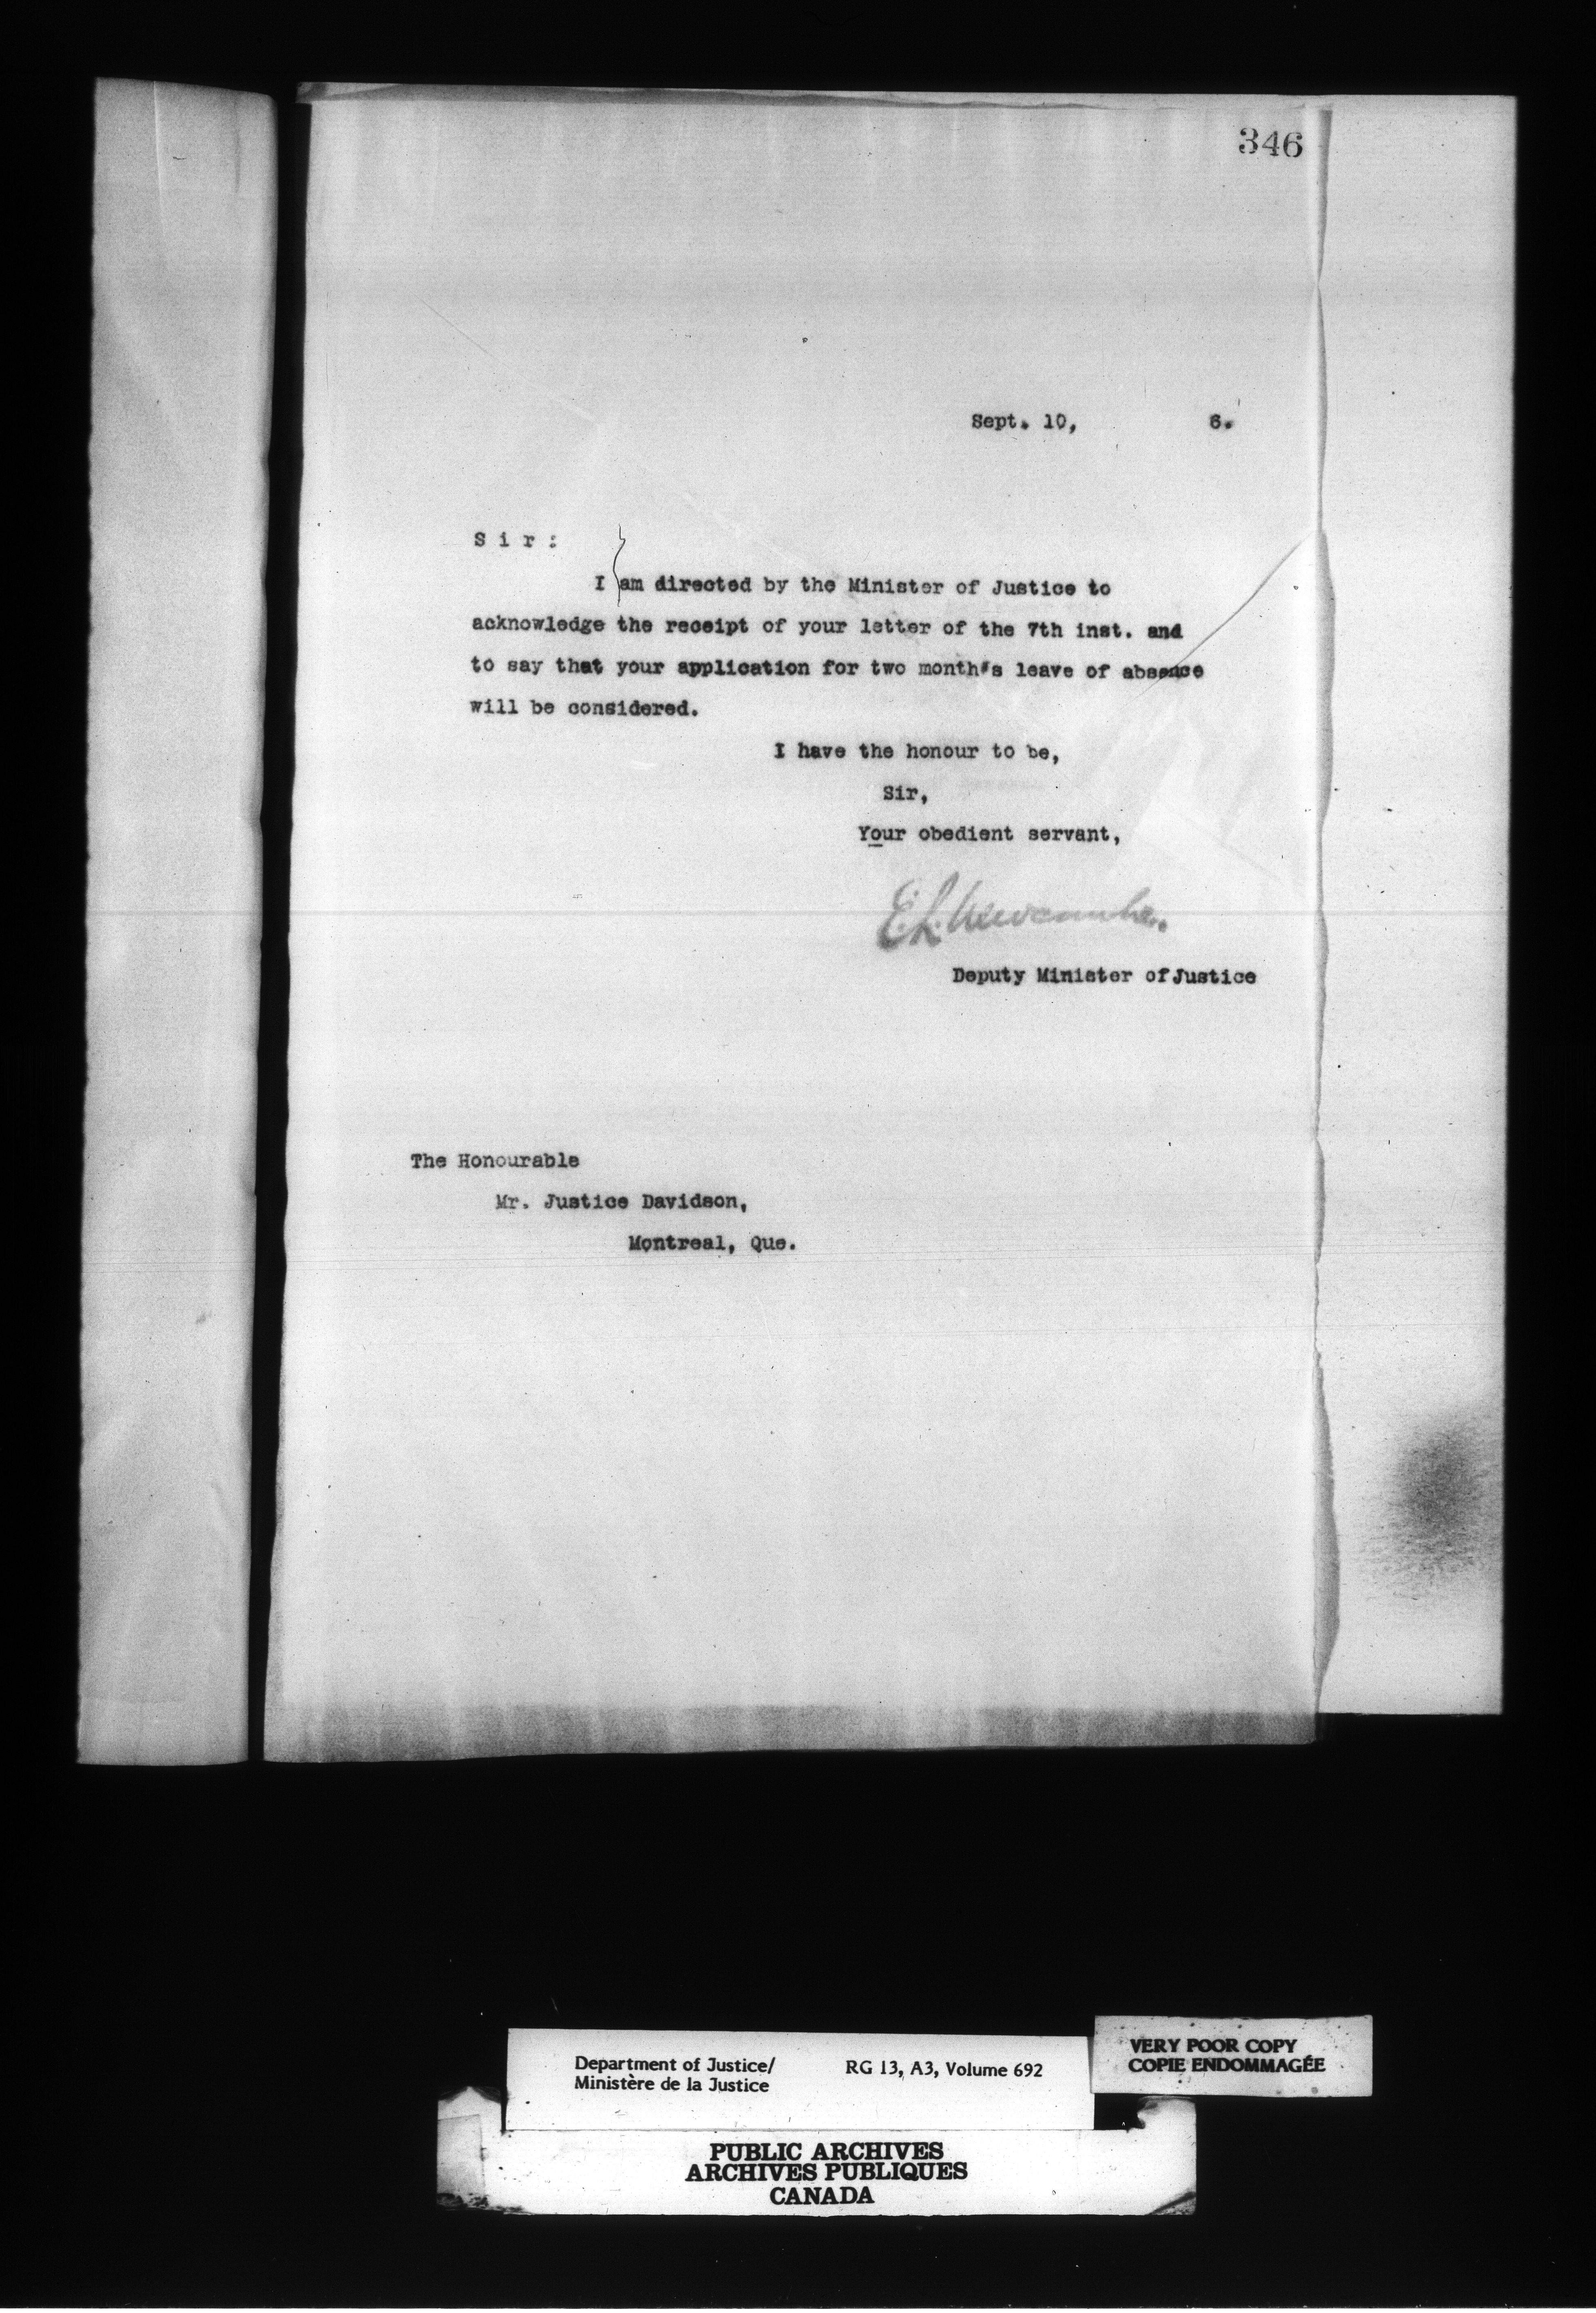 346
Sept. 10, 6.
S i r :
I am directed by the Minister of Justice to
acknowledge the receipt of your letter of the 7th inst. and
to say that your application for two month's leave of absence
will be considered.
I have the honour to be,
Sir,
Your obedient servant,
E.L. Newcombe.
Deputy Minister of Justice
The Honourable
Mr. Justice Davidson,
Montreal, Que.
Department of Justice/
Ministère de la Justice
RG 13, A3, Volume 692
VERY POOR COPY
COPIE ENDOMMAGÉE
PUBLIC ARCHIVES
ARCHIVES PUBLIQUES
CANADA